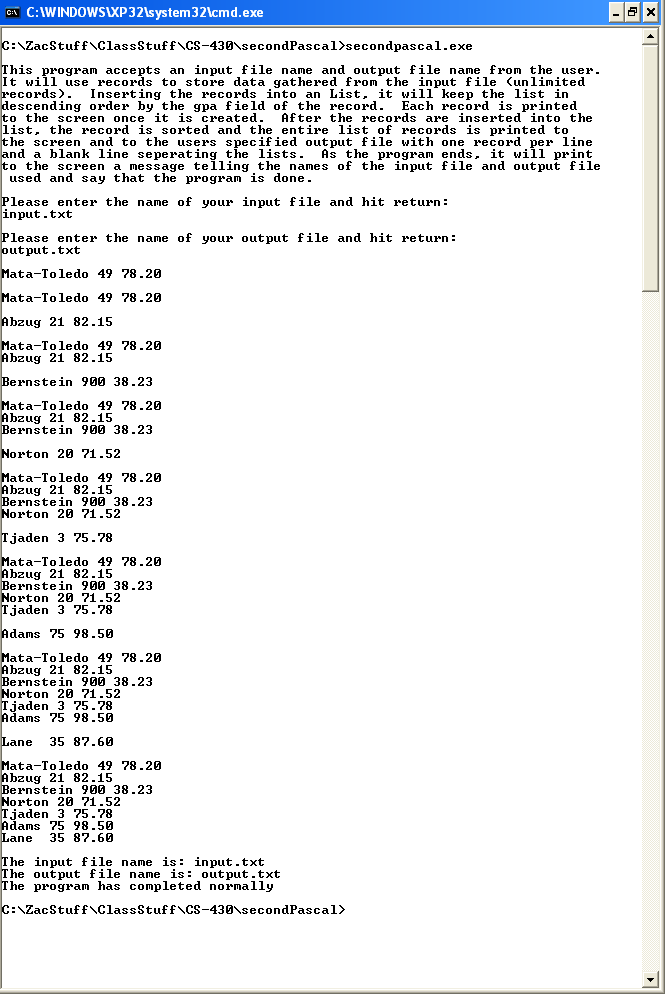 C:\WINDOWS\XP32\system32\cmd.exe
C:\ZacStuff\ClassStuff\CS-430\secondPascal>secondpascal.exe
This program accepts an input file name and output file name from the user.
It will use records to store data gathered from the input file (unlimited
records).  Inserting the records into an List, it will keep the list in
descending order by the gpa field of the record.  Each record is printed
to the screen once it is created.  After the records are inserted into the
list, the record is sorted and the entire list of records is printed to
the screen and to the users specified output file with one record per line
and a blank line seperating the lists.  As the program ends, it will print
to the screen a message telling the names of the input file and output file
 used and say that the program is done.
Please enter the name of your input file and hit return:
input.txt
Please enter the name of your output file and hit return:
output.txt
Mata-Toledo 49 78.20
Mata-Toledo 49 78.20
Abzug 21 82.15
Mata-Toledo 49 78.20
Abzug 21 82.15
Bernstein 900 38.23
Mata-Toledo 49 78.20
Abzug 21 82.15
Bernstein 900 38.23
Norton 20 71.52
Mata-Toledo 49 78.20
Abzug 21 82.15
Bernstein 900 38.23
Norton 20 71.52
Tjaden 3 75.78
Mata-Toledo 49 78.20
Abzug 21 82.15
Bernstein 900 38.23
Norton 20 71.52
Tjaden 3 75.78
Adams 75 98.50
Mata-Toledo 49 78.20
Abzug 21 82.15
Bernstein 900 38.23
Norton 20 71.52
Tjaden 3 75.78
Adams 75 98.50
Lane  35 87.60
Mata-Toledo 49 78.20
Abzug 21 82.15
Bernstein 900 38.23
Norton 20 71.52
Tjaden 3 75.78
Adams 75 98.50
Lane  35 87.60
The input file name is: input.txt
The output file name is: output.txt
The program has completed normally
C:\ZacStuff\ClassStuff\CS-430\secondPascal>